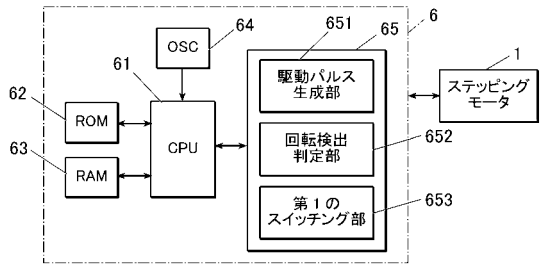 651
65
6
64
OSC
61
1
62
駆動パルス
生成部
ステッピング
モータ
ROM
CPU
652
回転検出
判定部
63
RAM
653
第1の
スイッチング部